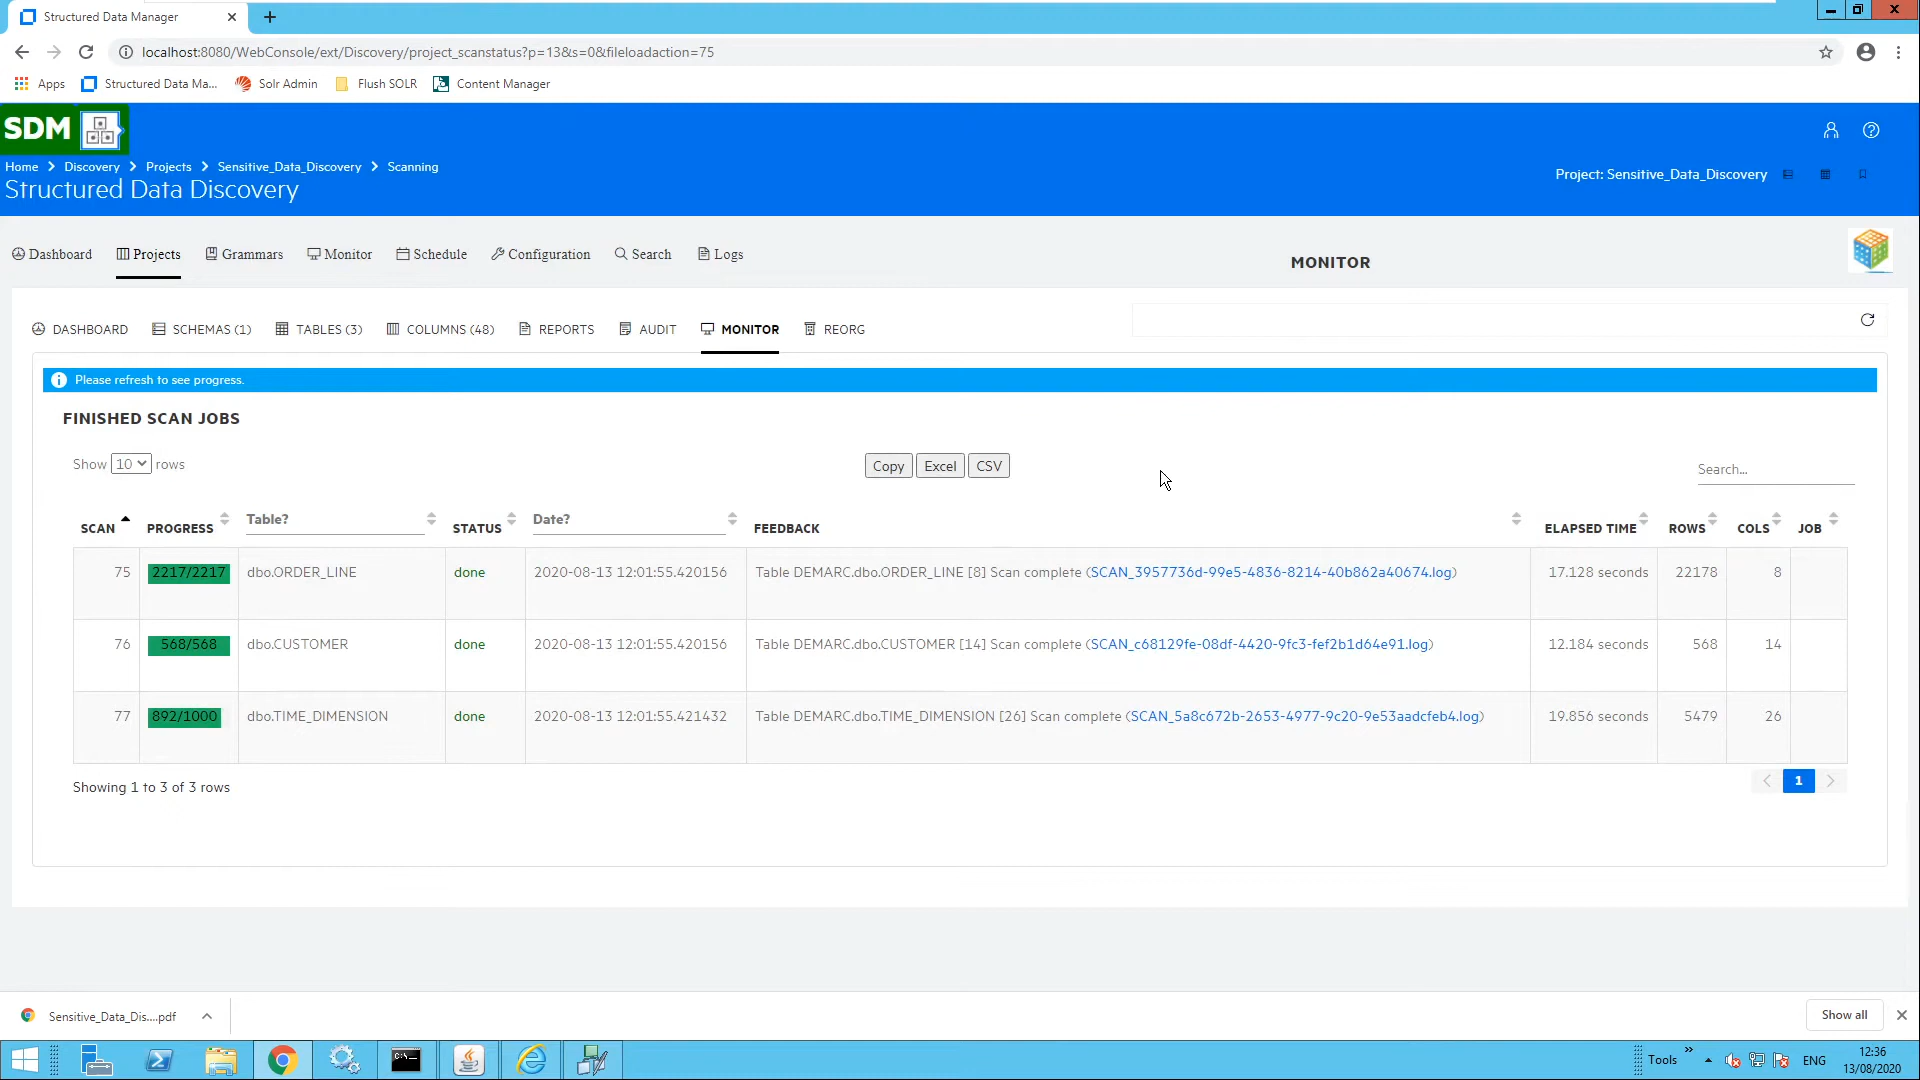 Structured Data Manager
localhost:8080/WebConsole/ext/Discovery/project_scanstatus?p=13&s=0&fileloadaction=75
Apps Structured Data Ma... Solr Admin Flush SOLR Content Manager
SDM
Home > Discovery > Projects > Sensitive_Data_Discovery > Scanning
Project: Sensitive_Data_Discovery
Structured Data Discovery
Dashboard Projects Grammars Monitor Schedule Configuration Search Logs
MONITOR
DASHBOARD SCHEMAS (1) TABLES (3) COLUMNS (48) REPORTS AUDIT MONITOR REORG
Please refresh to see progress.
FINISHED SCAN JOBS
Show 10 rows Copy Excel CSV Search...
SCAN PROGRESS Table? STATUS Date? FEEDBACK ELAPSED TIME ROWS COLS JOB
75 2217/2217 dbo.ORDER_LINE done 2020-08-13 12:01:55.420156 Table DEMARC.dbo.ORDER_LINE [8] Scan complete (SCAN_3957736d-99e5-4836-8214-40b862a40674.log) 17.128 seconds 22178 8
76 568/568 dbo.CUSTOMER done 2020-08-13 12:01:55.420156 Table DEMARC.dbo.CUSTOMER [14] Scan complete (SCAN_c68129fe-08df-4420-9fc3-fef2b1d64e91.log) 12.184 seconds 568 14
77 892/1000 dbo.TIME_DIMENSION done 2020-08-13 12:01:55.421432 Table DEMARC.dbo.TIME_DIMENSION [26] Scan complete (SCAN_5a8c672b-2653-4977-9c20-9e53aadcfeb4.log) 19.856 seconds 5479 26
Showing 1 to 3 of 3 rows
1
Sensitive_Data_Dis....pdf Show all
C:\_
Tools » ENG
12:36
13/08/2020